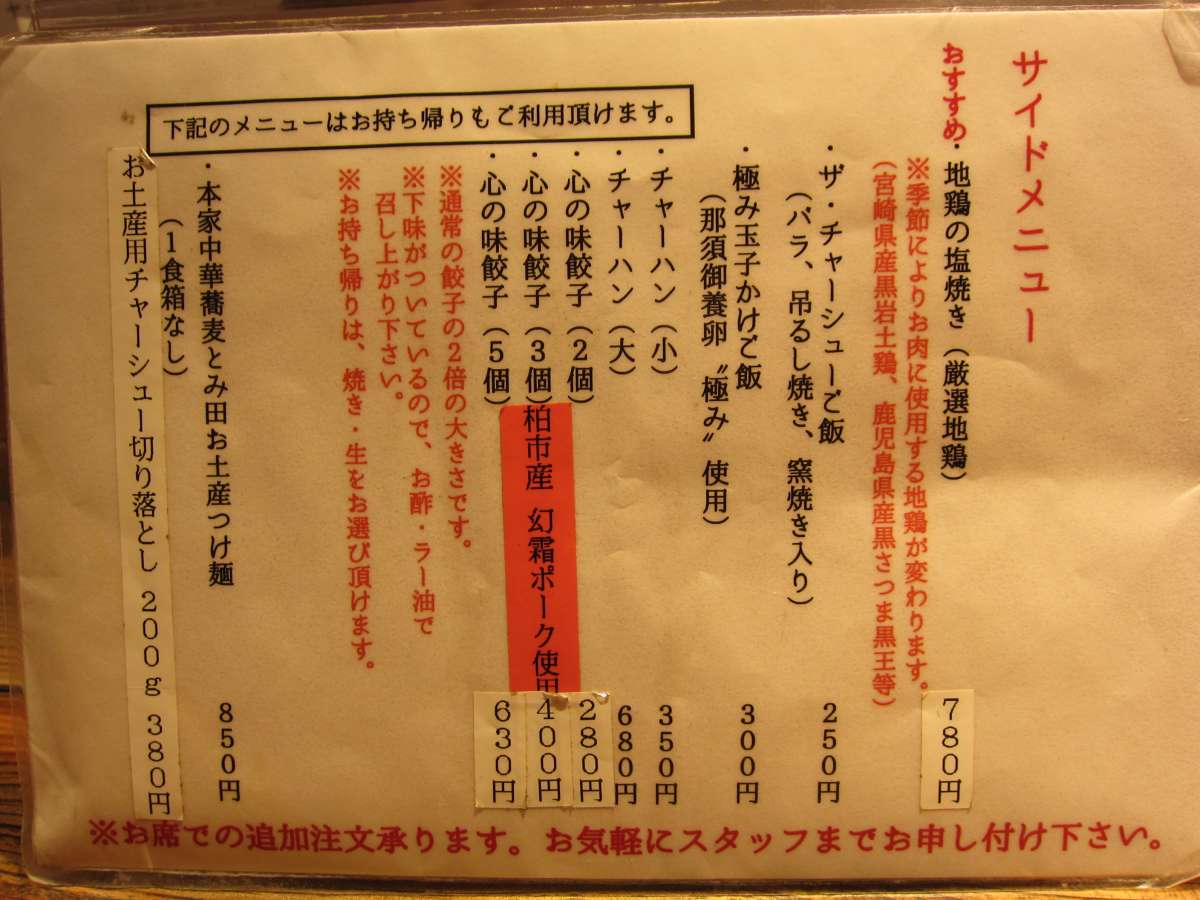 サイドメニュー
おすすめ・地鶏の塩焼き（厳選地鶏） 780円
※季節によりお肉に使用する地鶏が変わります。
（宮崎県産黒岩土鶏、鹿児島県産黒さつま黒王等）
・ザ・チャーシューご飯 250円
（バラ、吊るし焼き、窯焼き入り）
・極み玉子かけご飯 300円
（那須御養卵〝極み〟使用）
下記のメニューはお持ち帰りもご利用頂けます。
・チャーハン（小） 350円
・チャーハン（大） 680円
・心の味餃子（2個） 280円
・心の味餃子（3個） 400円
・心の味餃子（5個） 630円
柏市産 幻霜ポーク使用
※通常の餃子の2倍の大きさです。
※下味がついているので、お酢・ラー油で
召し上がり下さい。
※お持ち帰りは、焼き・生をお選び頂けます。
・本家中華蕎麦とみ田お土産つけ麺 850円
（1食箱なし）
お土産用チャーシュー切り落とし 200g 380円
※お席での追加注文承ります。お気軽にスタッフまでお申し付け下さい。